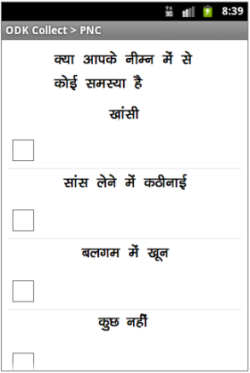 8:39
ODK Collect > PNC
क्या आपके नीम्न में से
कोई समस्या है
खांसी
सांस लेने में कठीनाई
बलगम में खून
कुछ नहीं